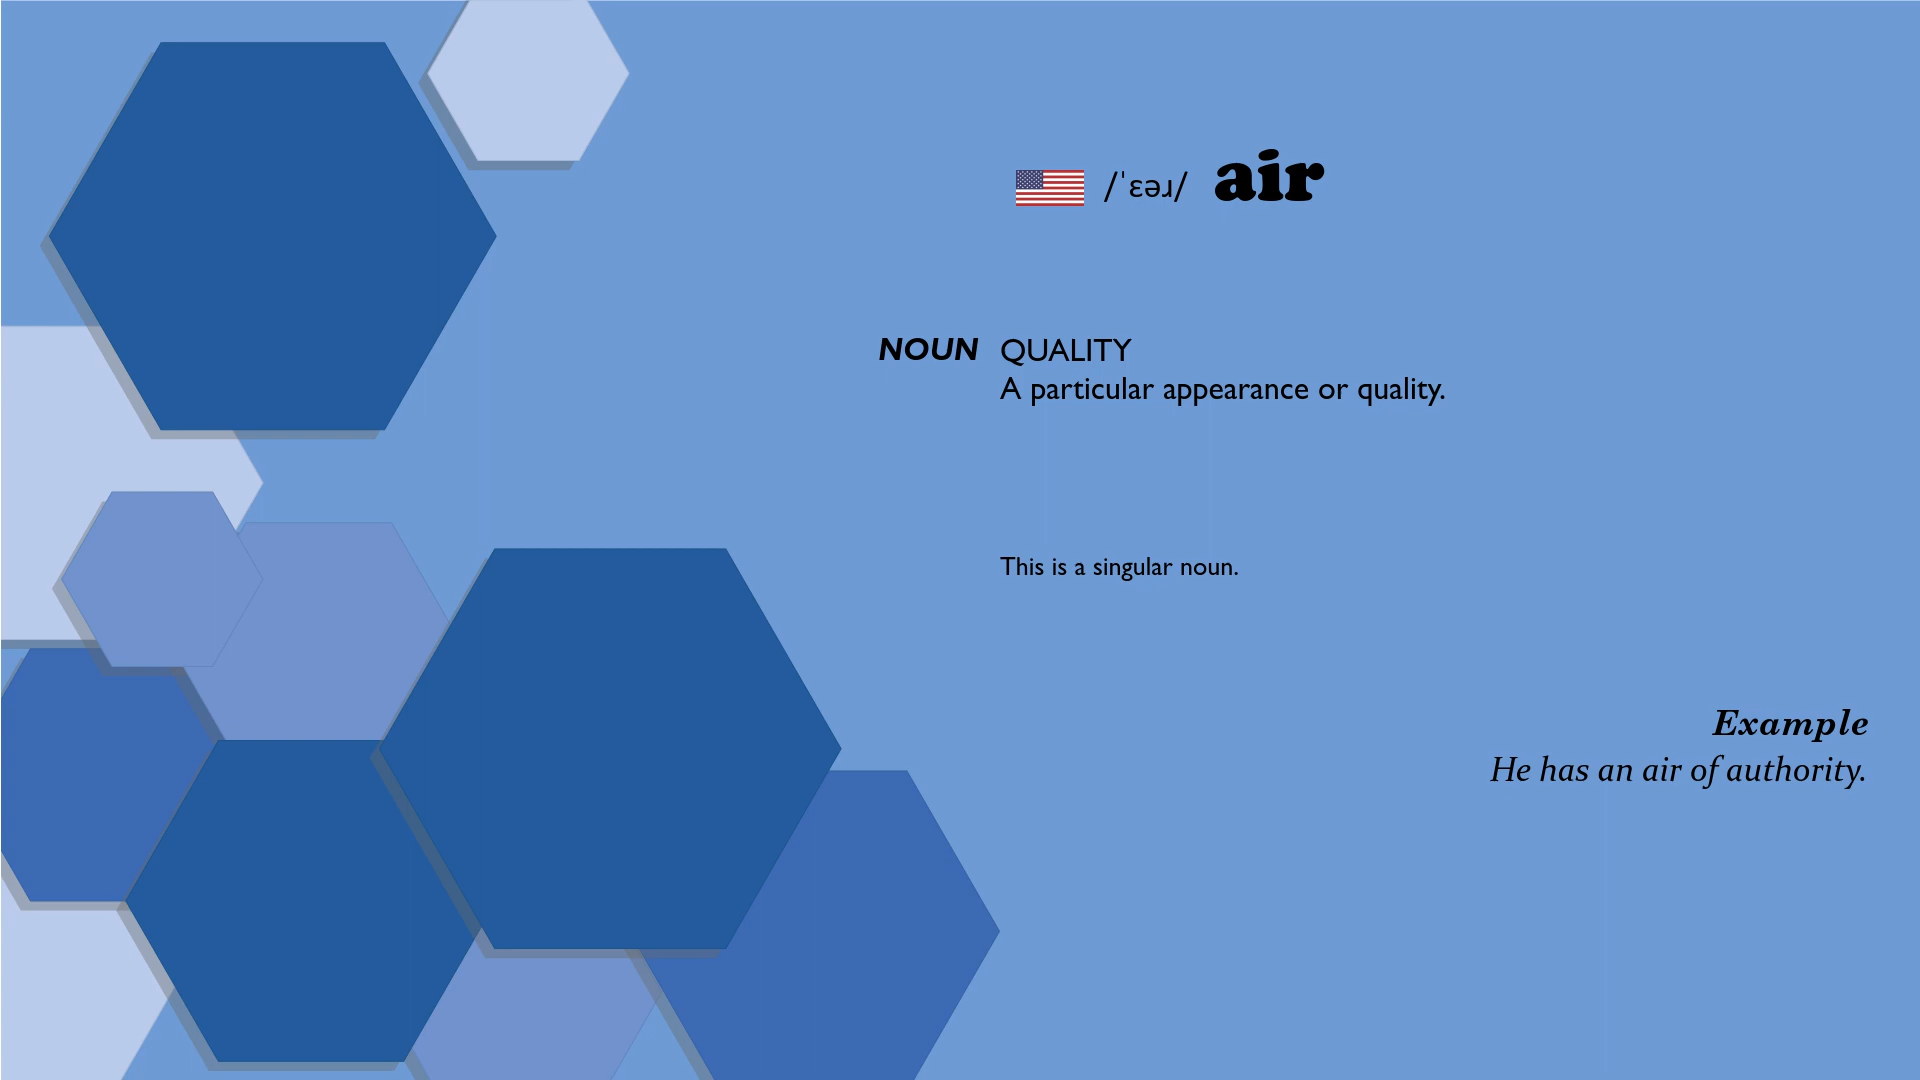 /ˈɛəɹ/ air
NOUN QUALITY
A particular appearance or quality.
This is a singular noun.
Example
He has an air of authority.